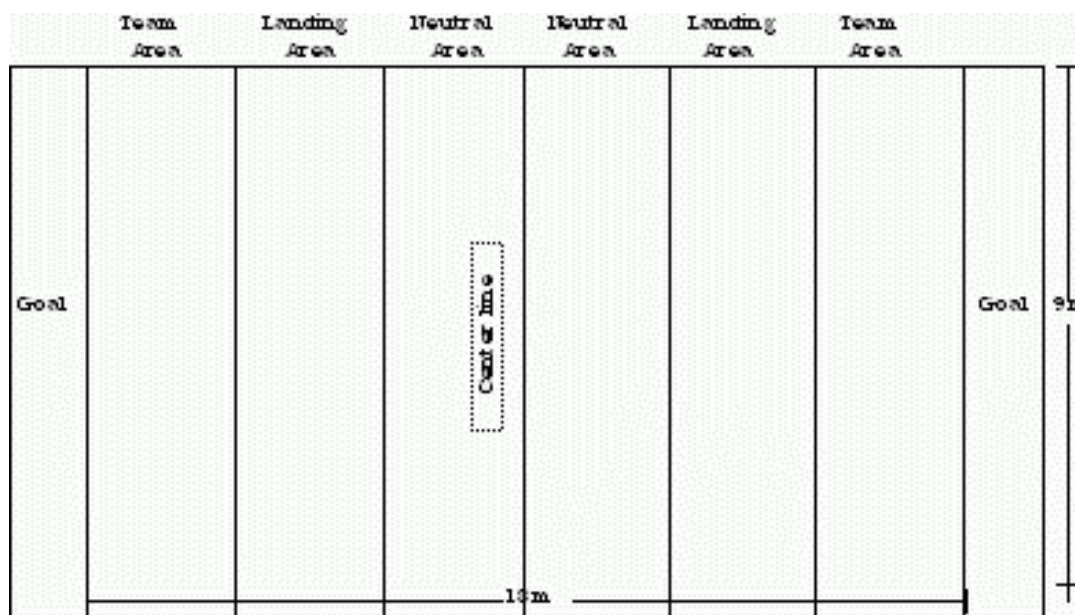 Team Landing Neutral Neutral Landing Team
Area Area Area Area Area Area
Center line
Goal
Goal
18m